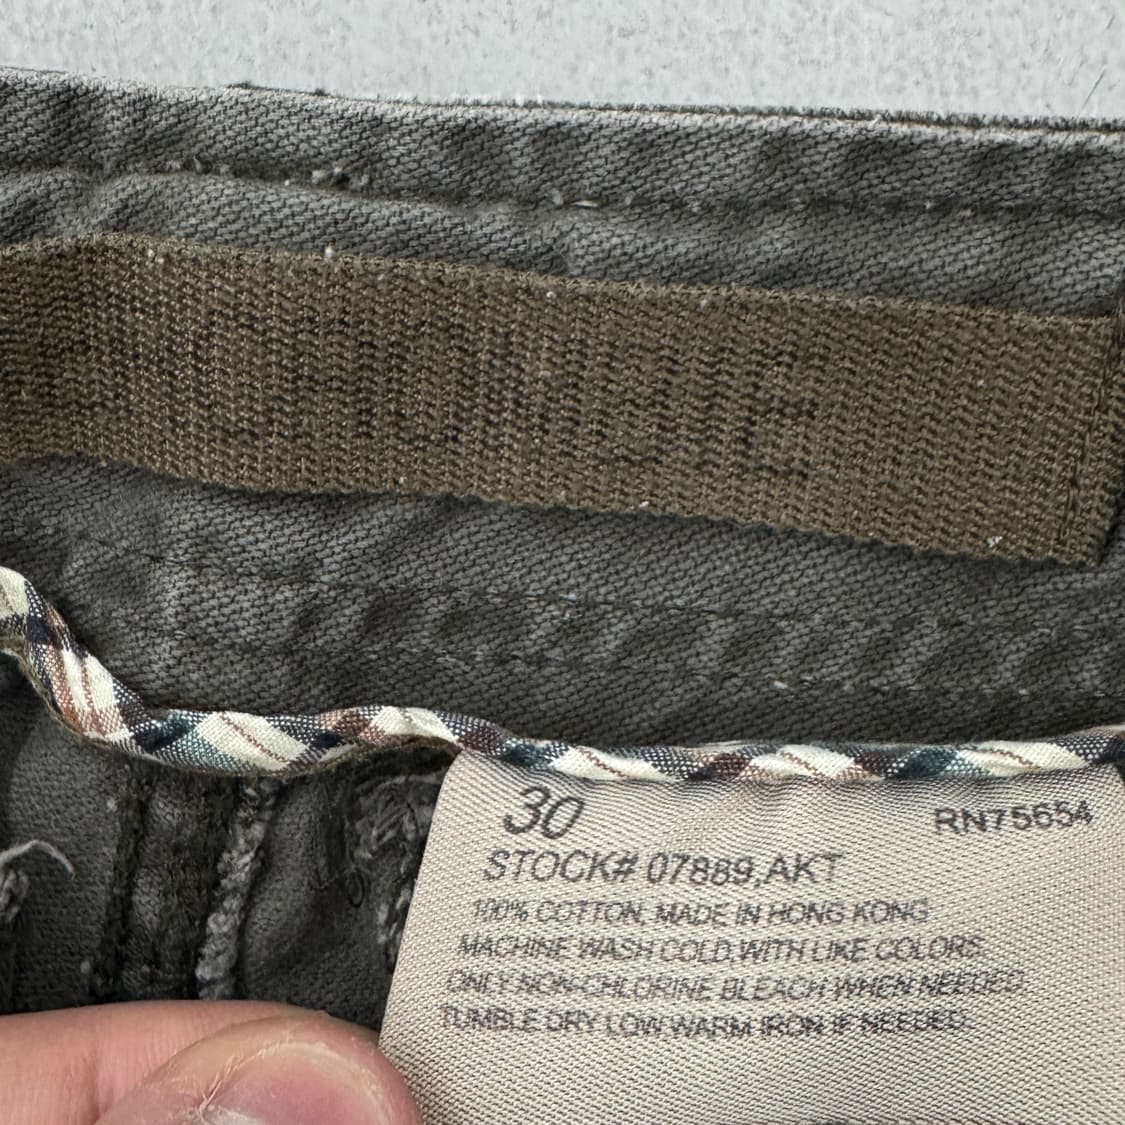 30
RN75654
STOCK# 07889,AKT
100% COTTON, MADE IN HONG KONG
MACHINE WASH COLD,WITH LIKE COLORS.
ONLY NON-CHLORINE BLEACH WHEN NEEDED.
TUMBLE DRY LOW,WARM IRON IF NEEDED.